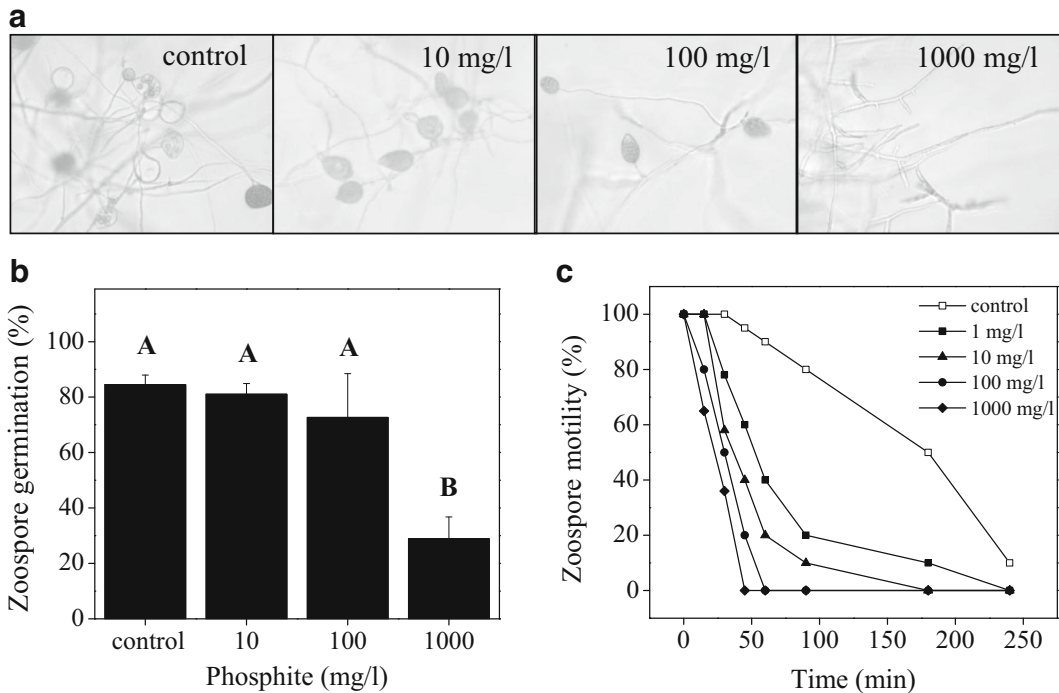 a
control
10 mg/l
100 mg/l
1000 mg/l
b
Zoospore germination (%)
100
80
60
40
20
0
A
A
A
B
control
10
100
1000
Phosphite (mg/l)
c
Zoospore motility (%)
100
80
60
40
20
0
control
1 mg/l
10 mg/l
100 mg/l
1000 mg/l
0
50
100
150
200
250
Time (min)